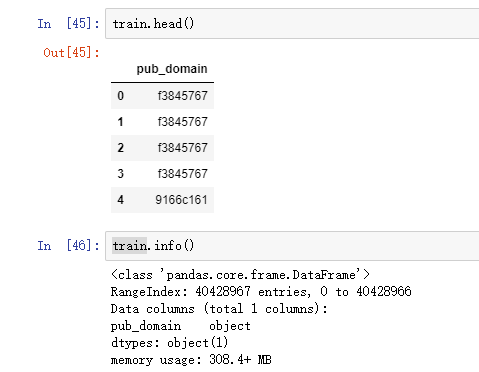 In [45]: train.head()
Out[45]:
pub_domain
0 f3845767
1 f3845767
2 f3845767
3 f3845767
4 9166c161
In [46]: train.info()
<class 'pandas.core.frame.DataFrame'>
RangeIndex: 40428967 entries, 0 to 40428966
Data columns (total 1 columns):
pub_domain    object
dtypes: object(1)
memory usage: 308.4+ MB